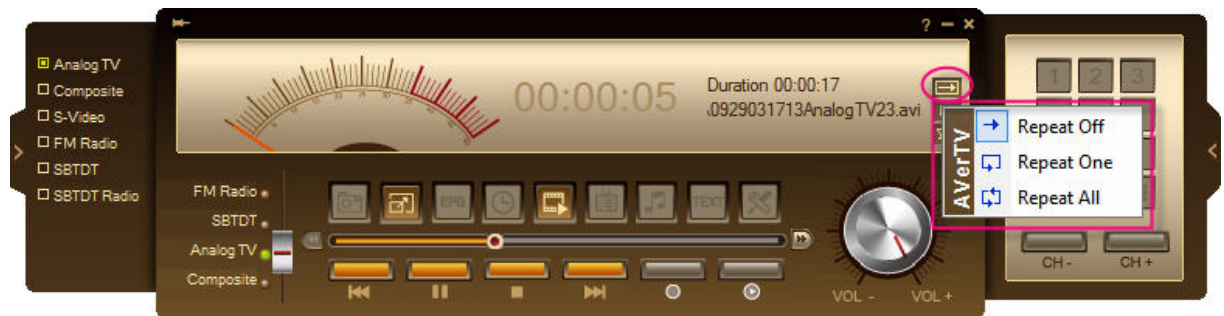 ? − ×
Analog TV
Composite
S-Video
FM Radio
SBTDT
SBTDT Radio
00:00:05
Duration 00:00:17
\0929031713AnalogTV23.avi
AVerTV
Repeat Off
Repeat One
Repeat All
1 2 3
FM Radio
SBTDT
Analog TV
Composite
EPG
TEXT
VOL - VOL +
CH - CH +